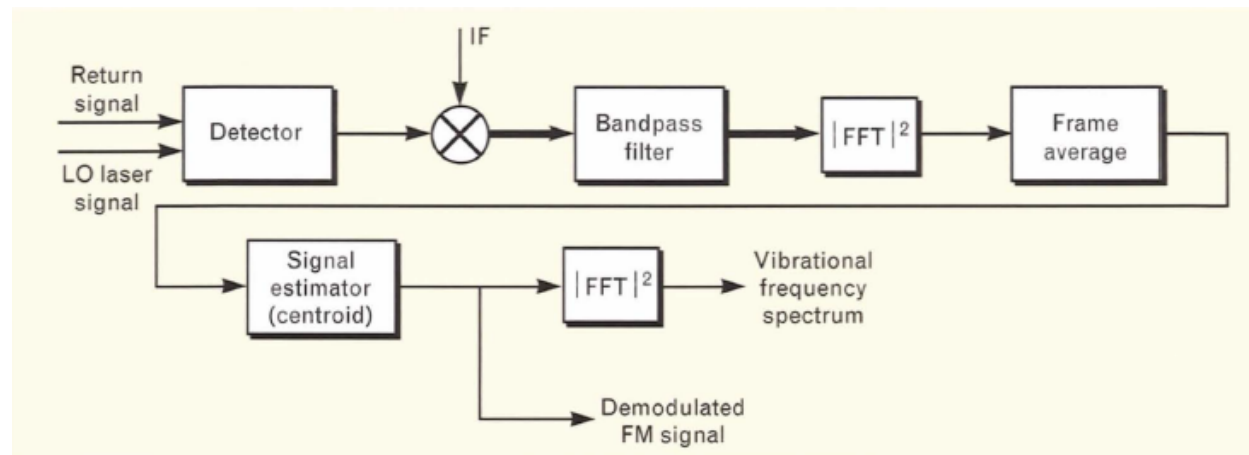 IF
Return
signal
LO laser
signal
Detector
Bandpass
filter
|FFT|²
Frame
average
Signal
estimator
(centroid)
|FFT|²
Vibrational
frequency
spectrum
Demodulated
FM signal